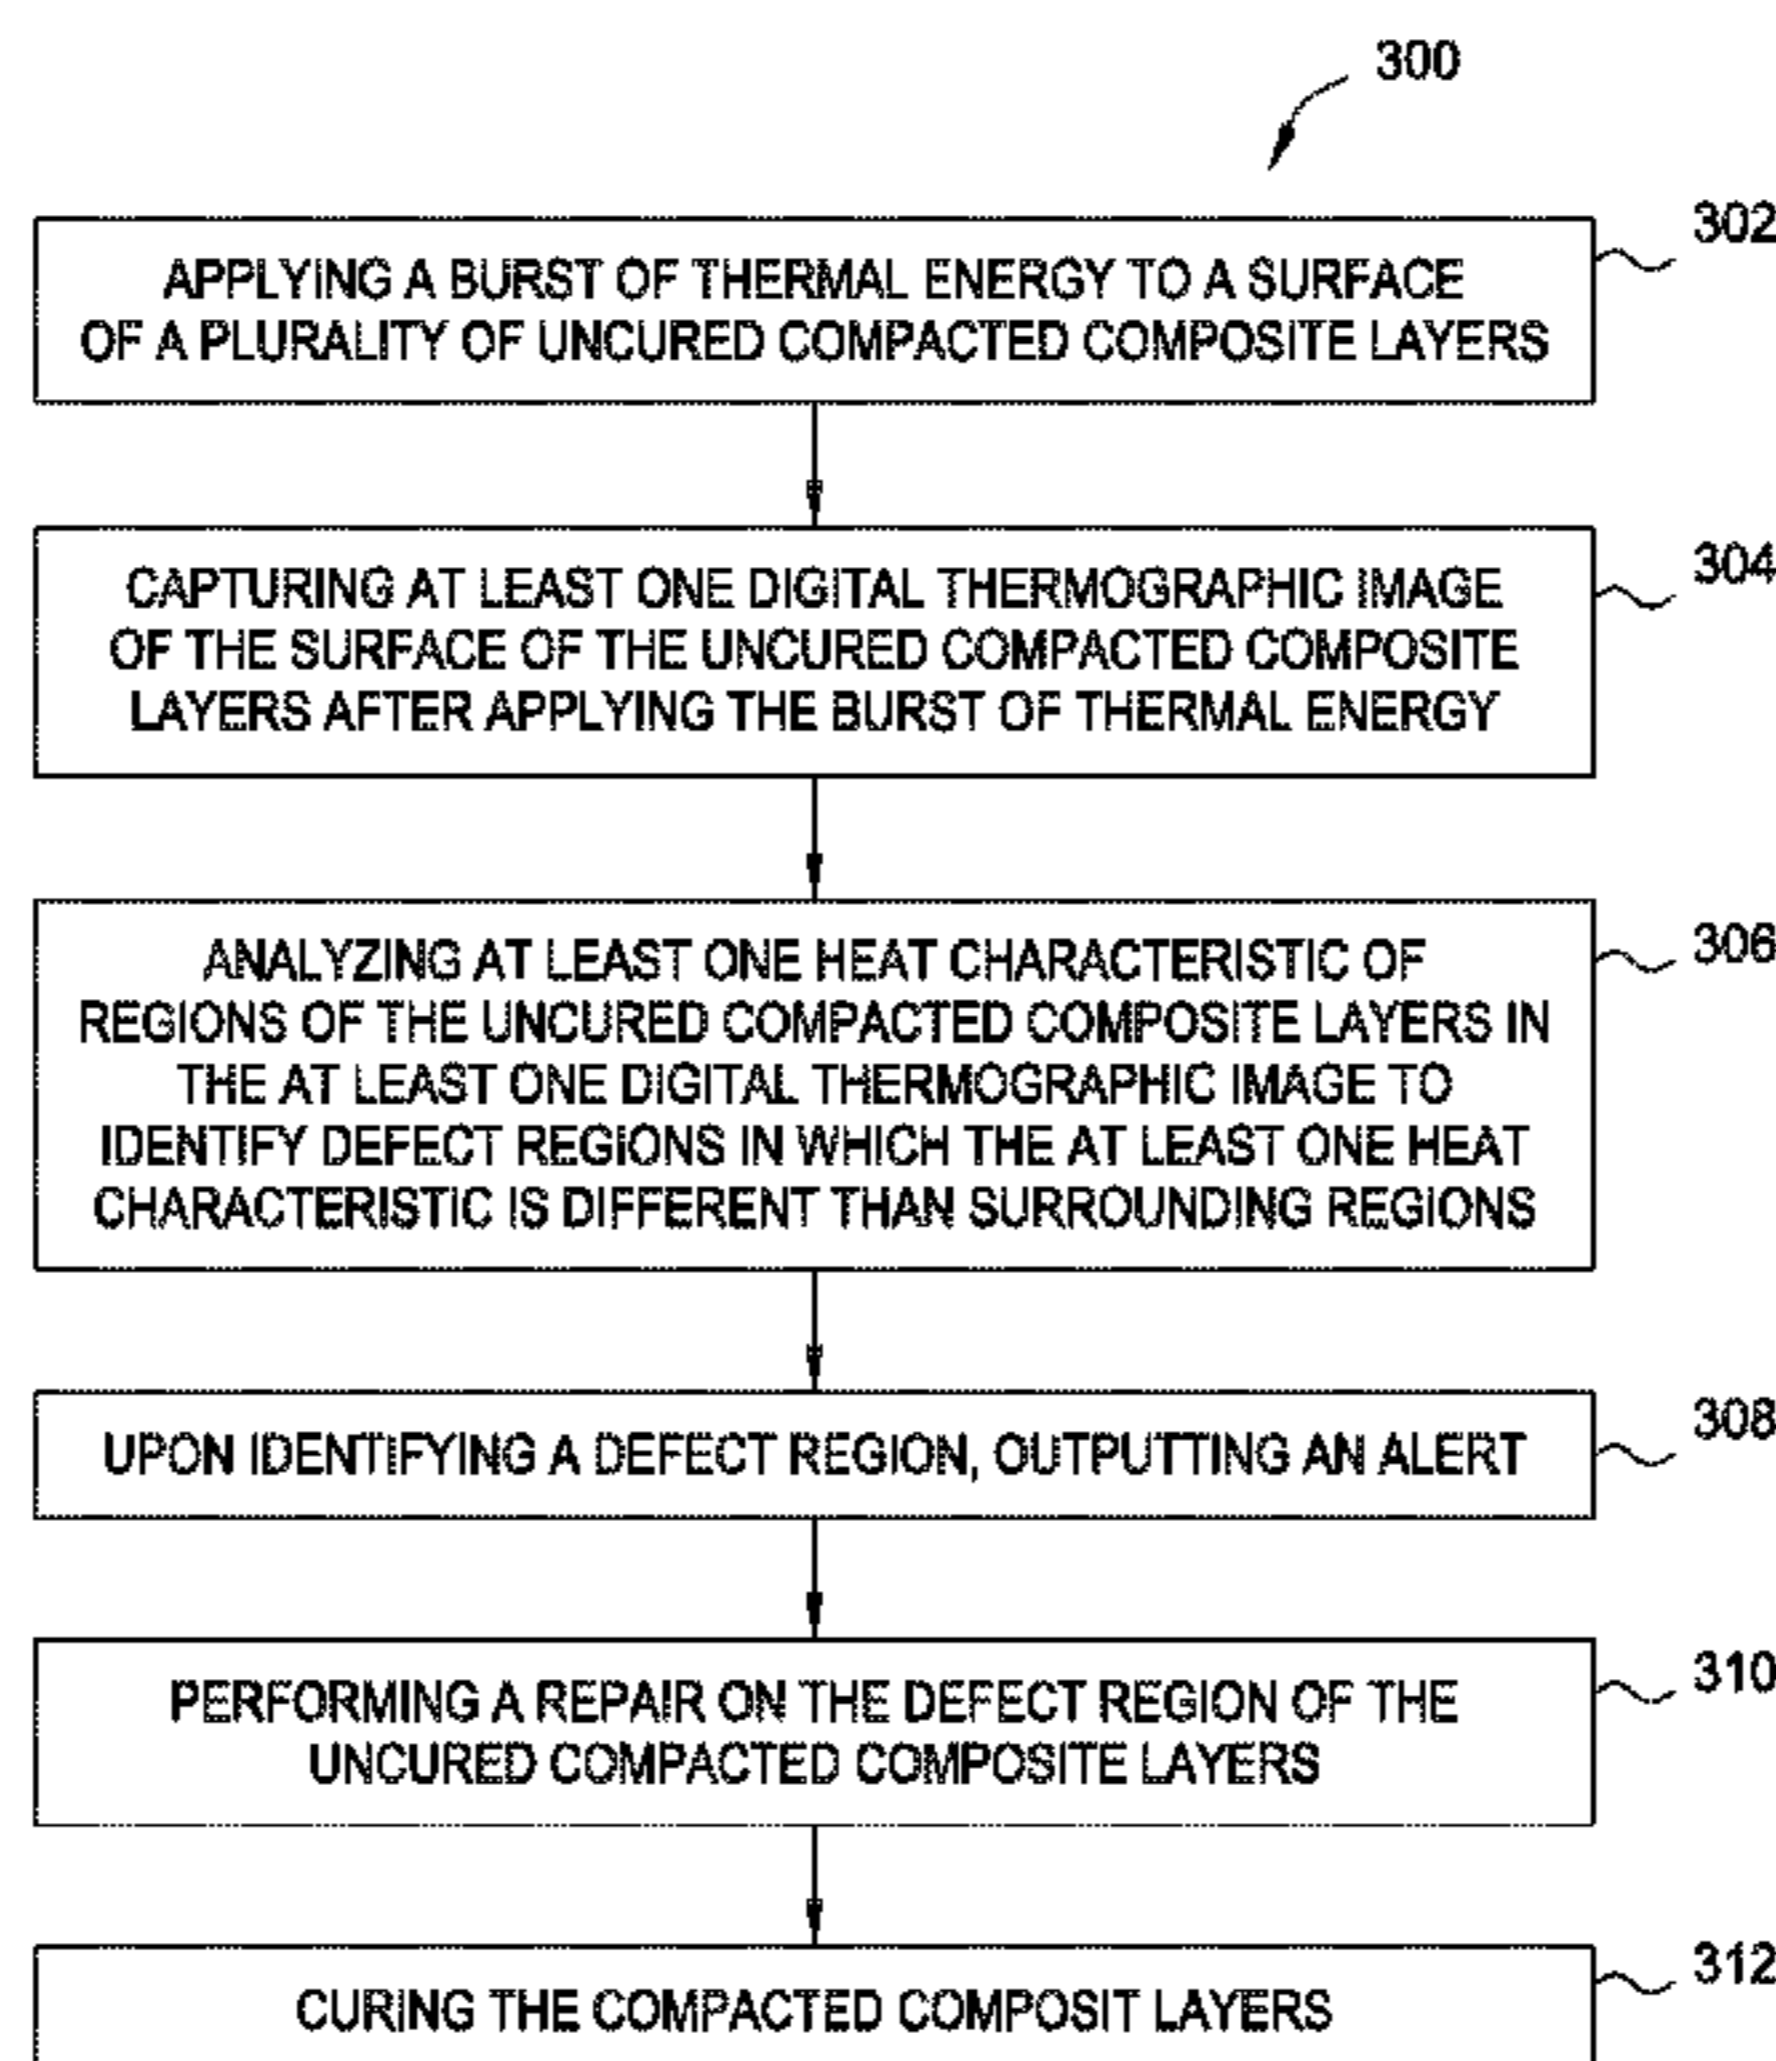 300
302
APPLYING A BURST OF THERMAL ENERGY TO A SURFACE
OF A PLURALITY OF UNCURED COMPACTED COMPOSITE LAYERS
304
CAPTURING AT LEAST ONE DIGITAL THERMOGRAPHIC IMAGE
OF THE SURFACE OF THE UNCURED COMPACTED COMPOSITE
LAYERS AFTER APPLYING THE BURST OF THERMAL ENERGY
306
ANALYZING AT LEAST ONE HEAT CHARACTERISTIC OF
REGIONS OF THE UNCURED COMPACTED COMPOSITE LAYERS IN
THE AT LEAST ONE DIGITAL THERMOGRAPHIC IMAGE TO
IDENTIFY DEFECT REGIONS IN WHICH THE AT LEAST ONE HEAT
CHARACTERISTIC IS DIFFERENT THAN SURROUNDING REGIONS
308
UPON IDENTIFYING A DEFECT REGION, OUTPUTTING AN ALERT
310
PERFORMING A REPAIR ON THE DEFECT REGION OF THE
UNCURED COMPACTED COMPOSITE LAYERS
312
CURING THE COMPACTED COMPOSIT LAYERS